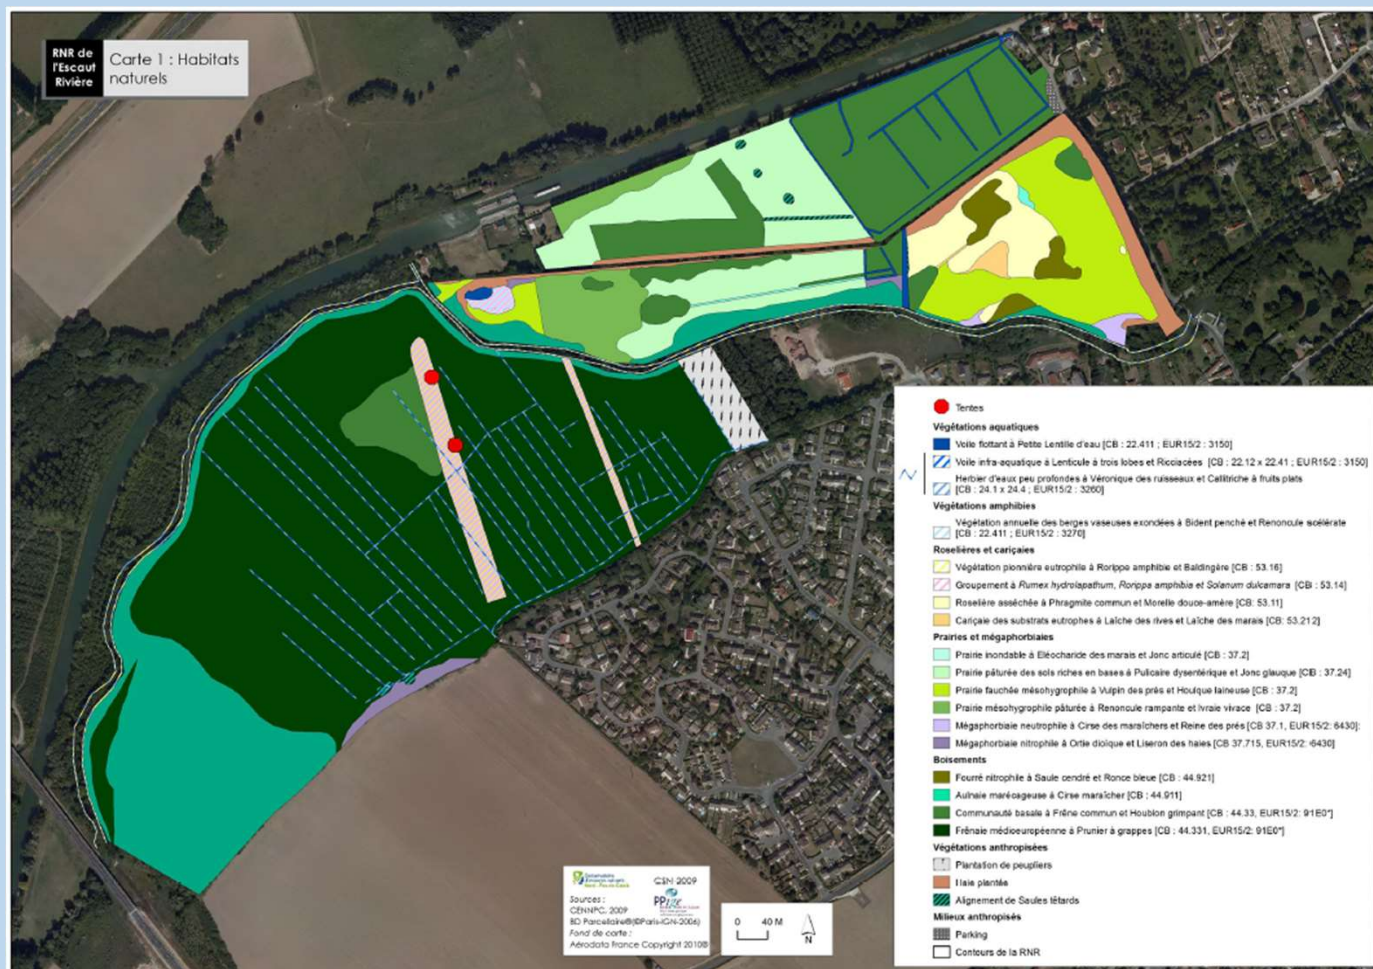 RNR de
l'Escaut
Rivière
Carte 1 : Habitats
naturels
Tentes
Végétations aquatiques
Voile flottant à Petite Lentille d'eau [CB : 22.411 ; EUR15/2 : 3150]
Voile infra-aquatique à Lenticule à trois lobes et Ricciacées [CB : 22.12 x 22.41 ; EUR15/2 : 3150]
Herbier d'eaux peu profondes à Véronique des ruisseaux et Callitriche à fruits plats
[CB : 24.1 x 24.4 ; EUR15/2 : 3260]
Végétations amphibies
Végétation annuelle des berges vaseuses exondées à Bident penché et Renoncule scélérate
[CB : 22.411 ; EUR15/2 : 3270]
Roselières et cariçaies
Végétation pionnière eutrophile à Rorippe amphibie et Baldingère [CB : 53.16]
Groupement à Rumex hydrolapathum, Rorippa amphibia et Solanum dulcamara [CB : 53.14]
Roselière asséchée à Phragmite commun et Morelle douce-amère [CB: 53.11]
Cariçaie des substrats eutrophes à Laîche des rives et Laîche des marais [CB: 53.212]
Prairies et mégaphorbiaies
Prairie inondable à Eléocharide des marais et Jonc articulé [CB : 37.2]
Prairie pâturée des sols riches en bases à Pulicaire dysentérique et Jonc glauque [CB : 37.24]
Prairie fauchée mésohygrophile à Vulpin des prés et Houlque laineuse [CB : 37.2]
Prairie mésohygrophile pâturée à Renoncule rampante et Ivraie vivace [CB : 37.2]
Mégaphorbiaie neutrophile à Cirse des maraîchers et Reine des prés [CB 37.1, EUR15/2: 6430]:
Mégaphorbiaie nitrophile à Ortie dioïque et Liseron des haies [CB 37.715, EUR15/2: 6430]
Boisements
Fourré nitrophile à Saule cendré et Ronce bleue [CB : 44.921]
Aulnaie marécageuse à Cirse maraîcher [CB : 44.911]
Communauté basale à Frêne commun et Houblon grimpant [CB : 44.33, EUR15/2: 91E0*]
Frênaie médioeuropéenne à Prunier à grappes [CB : 44.331, EUR15/2: 91E0*]
Végétations anthropisées
Plantation de peupliers
Haie plantée
Alignement de Saules têtards
Milieux anthropisés
Parking
Contours de la RNR
CSN 2009
PPige
Sources :
CENNPC, 2009
BD Parcellaire®(©Paris-IGN-2006)
Fond de carte :
Aérodata France Copyright 2010®
0 40 M
N